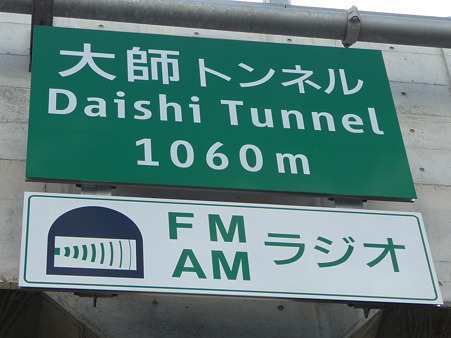 大師トンネル
Daishi Tunnel
1060m
FM
AM ラジオ